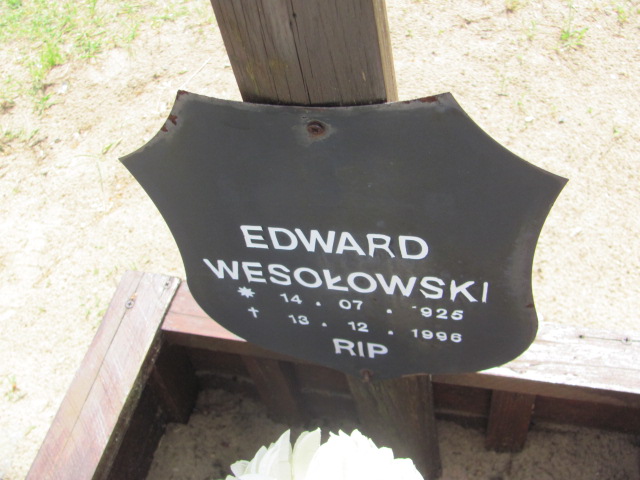 EDWARD
WESOŁOWSKI
* 14 • 07 • 925
† 13 • 12 • 1996
RIP